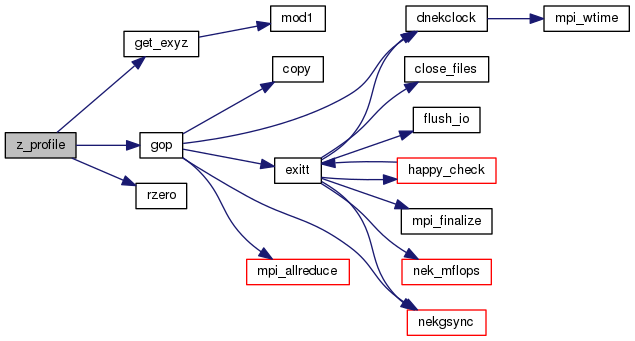 z_profile
get_exyz
gop
rzero
mod1
copy
exitt
mpi_allreduce
dnekclock
close_files
flush_io
happy_check
mpi_finalize
nek_mflops
nekgsync
mpi_wtime